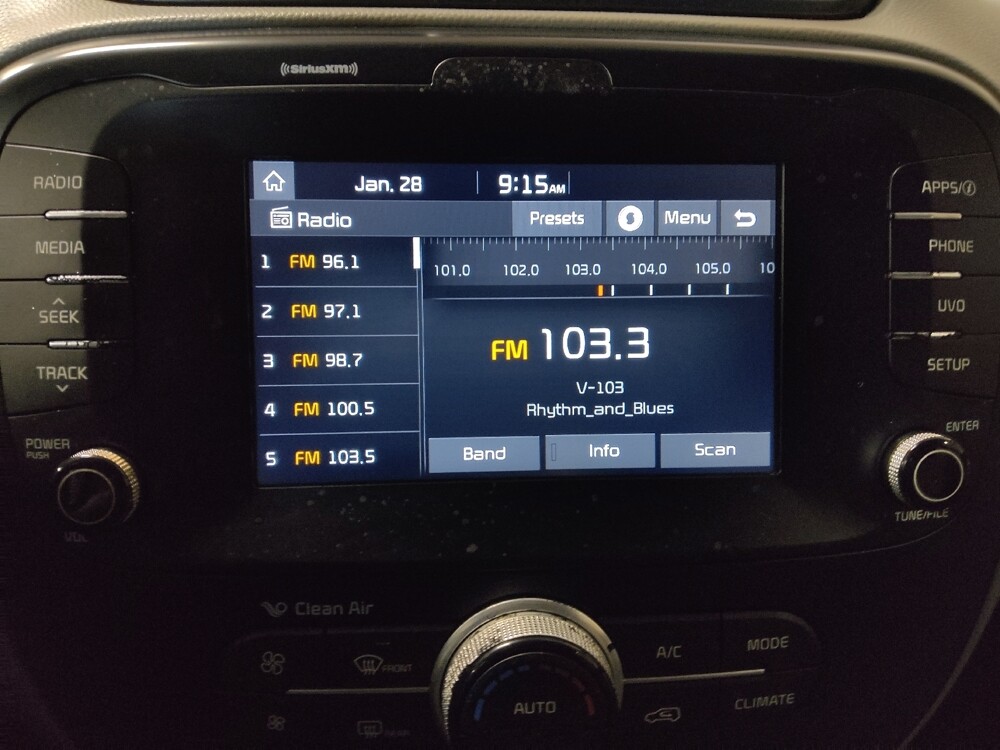 ((SiriusXM))
RADIO
MEDIA
SEEK
TRACK
POWER
PUSH
VOL
Jan. 28
9:15AM
Radio
Presets
Menu
1 FM 96.1
2 FM 97.1
3 FM 98.7
4 FM 100.5
5 FM 103.5
101.0 102.0 103.0 104.0 105.0 10
FM 103.3
V-103
Rhythm_and_Blues
Band
Info
Scan
APPS/i
PHONE
UVO
SETUP
ENTER
TUNE/FILE
Clean Air
FRONT
AUTO
A/C
MODE
CLIMATE